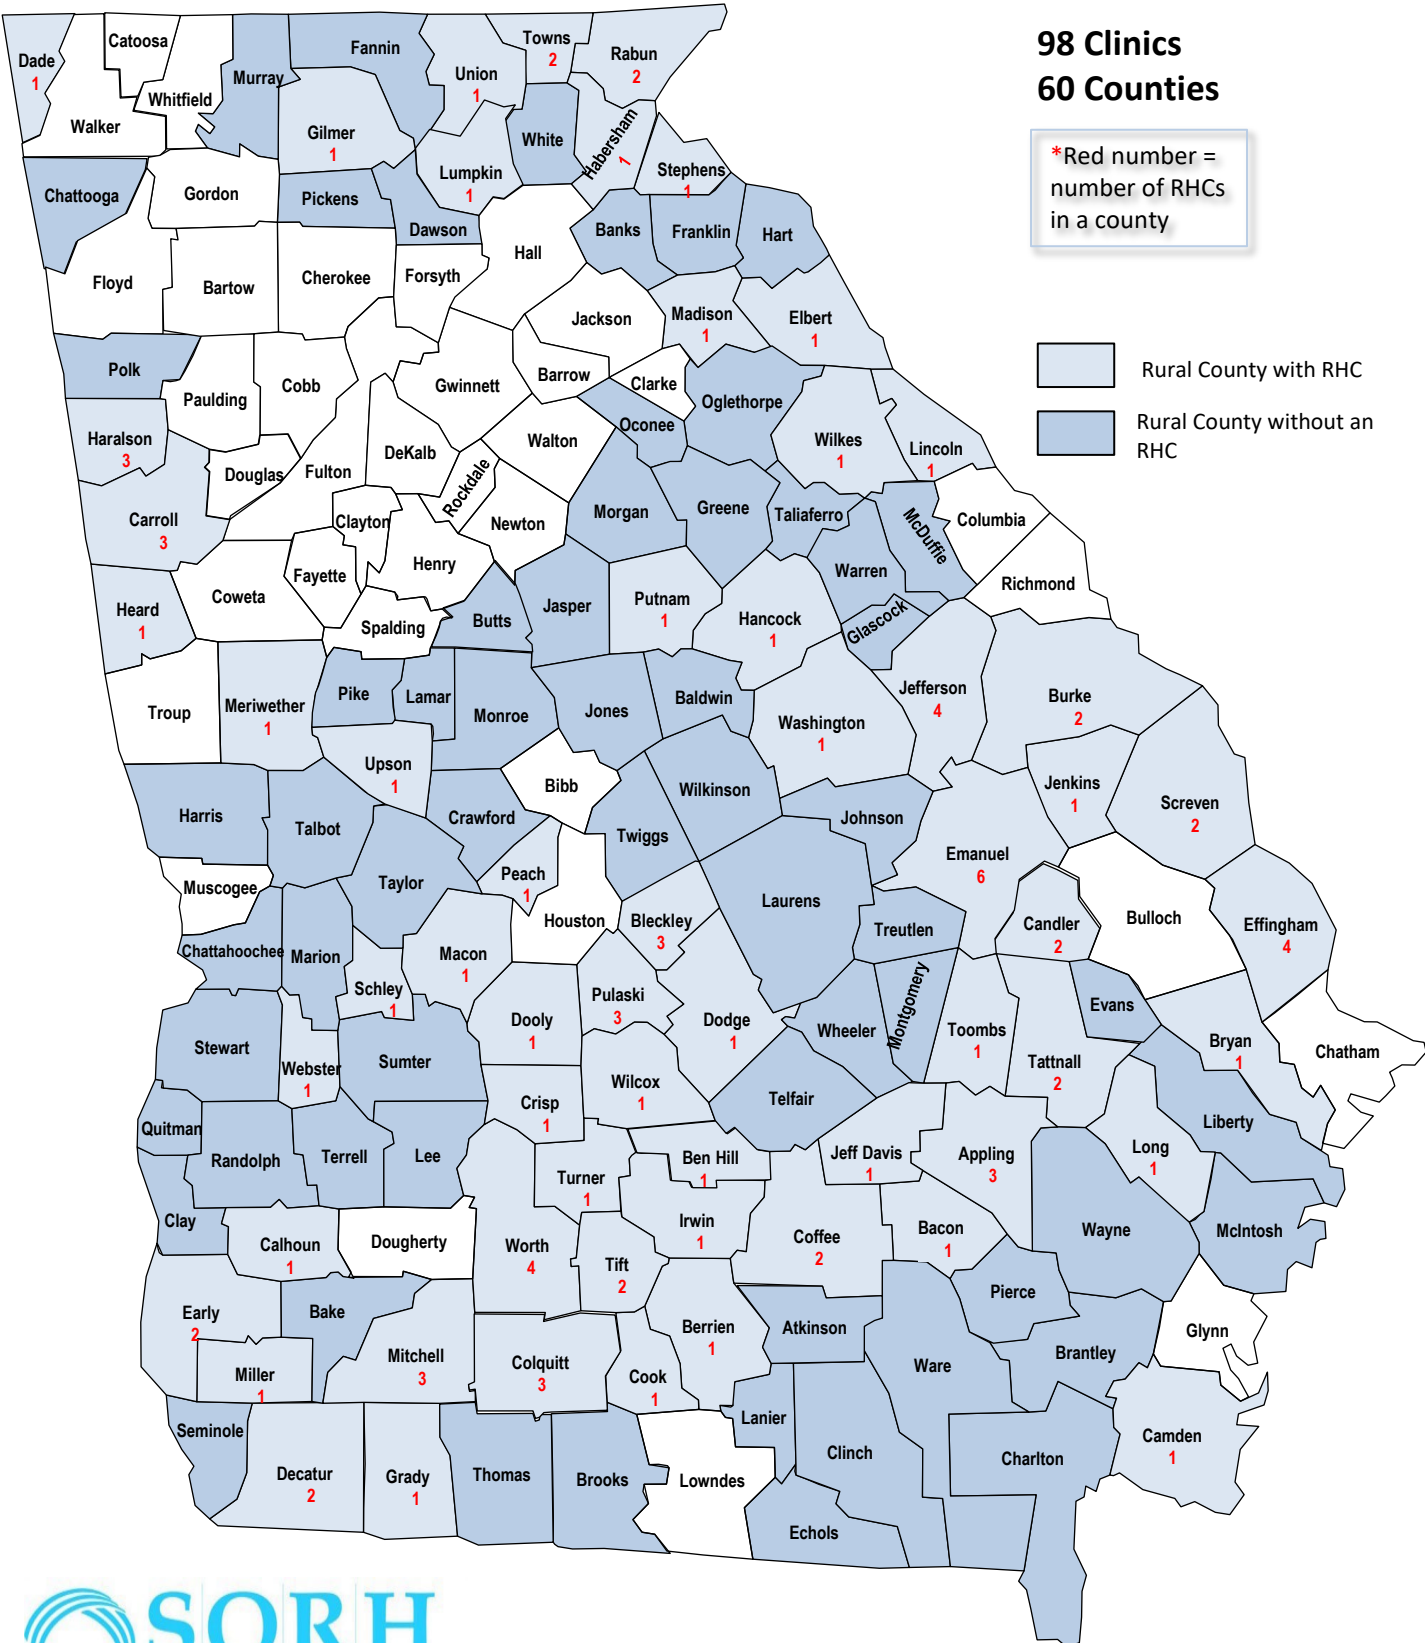 98 Clinics
60 Counties
*Red number =
number of RHCs
in a county
Rural County with RHC
Rural County without an
RHC
Dade
1
Catoosa
Walker
Whitfield
Murray
Fannin
Union
1
Towns
2
Rabun
2
Gilmer
1
Lumpkin
1
White
Habersham
1
Stephens
1
Chattooga
Gordon
Pickens
Dawson
Hall
Banks
Franklin
Hart
Floyd
Bartow
Cherokee
Forsyth
Jackson
Madison
1
Elbert
1
Polk
Paulding
Cobb
Gwinnett
Barrow
Clarke
Oconee
Oglethorpe
Wilkes
1
Lincoln
1
Haralson
3
Douglas
Fulton
DeKalb
Rockdale
Walton
Carroll
3
Clayton
Newton
Morgan
Greene
Taliaferro
McDuffie
Columbia
Fayette
Henry
Warren
Richmond
Heard
1
Coweta
Spalding
Butts
Jasper
Putnam
1
Hancock
1
Glascock
Troup
Meriwether
1
Pike
Lamar
Monroe
Jones
Baldwin
Washington
1
Jefferson
4
Burke
2
Upson
1
Bibb
Wilkinson
Jenkins
1
Screven
2
Harris
Talbot
Crawford
Twiggs
Johnson
Emanuel
6
Muscogee
Taylor
Peach
1
Houston
Bleckley
3
Laurens
Treutlen
Candler
2
Bulloch
Effingham
4
Chattahoochee
Marion
Macon
1
Schley
1
Dooly
1
Pulaski
3
Dodge
1
Wheeler
Montgomery
Toombs
1
Tattnall
2
Evans
Bryan
1
Chatham
Stewart
Webster
1
Sumter
Crisp
1
Wilcox
1
Telfair
Liberty
Quitman
Randolph
Terrell
Lee
Turner
1
Ben Hill
1
Jeff Davis
1
Appling
3
Long
1
Clay
Calhoun
1
Dougherty
Worth
4
Tift
2
Irwin
1
Coffee
2
Bacon
1
Wayne
McIntosh
Early
2
Bake
Miller
1
Mitchell
3
Colquitt
3
Cook
1
Berrien
1
Atkinson
Pierce
Ware
Brantley
Glynn
Seminole
Decatur
2
Grady
1
Thomas
Brooks
Lowndes
Lanier
Clinch
Echols
Charlton
Camden
1
SORH